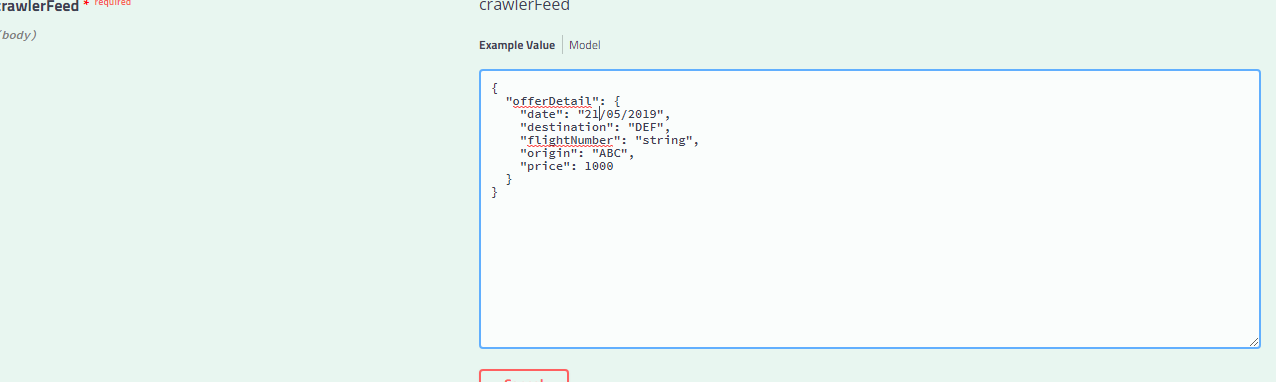 crawlerFeed * required
(body)
crawlerFeed
Example Value
Model
{
"offerDetail": {
"date": "21/05/2019",
"destination": "DEF",
"flightNumber": "string",
"origin": "ABC",
"price": 1000
}
}